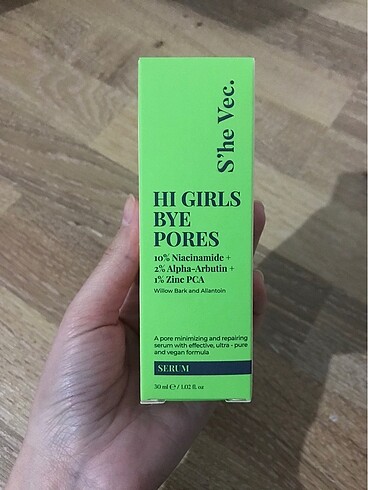 S'he Vec.
HI GIRLS
BYE
PORES
10% Niacinamide +
2% Alpha-Arbutin +
1% Zinc PCA
Willow Bark and Allantoin
A pore minimizing and repairing
serum with effective, ultra - pure
and vegan formula
SERUM
30 ml ℮ / 1.02 fl. oz